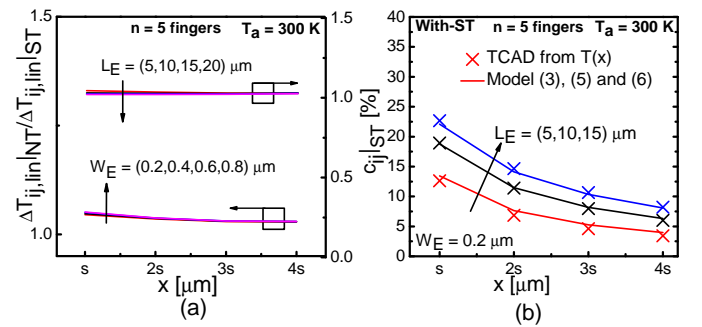 n = 5 fingers T_a = 300 K
ΔT_ij,lin|_NT/ΔT_ij,lin|_ST
1.5
1.0
1.5
1.0
0.5
0.0
L_E = (5,10,15,20) μm
W_E = (0.2,0.4,0.6,0.8) μm
s 2s 3s 4s
x [μm]
(a)
With-ST n = 5 fingers T_a = 300 K
c_ij|_ST [%]
40
35
30
25
20
15
10
5
0
TCAD from T(x)
Model (3), (5) and (6)
L_E = (5,10,15) μm
W_E = 0.2 μm
s 2s 3s 4s
x [μm]
(b)